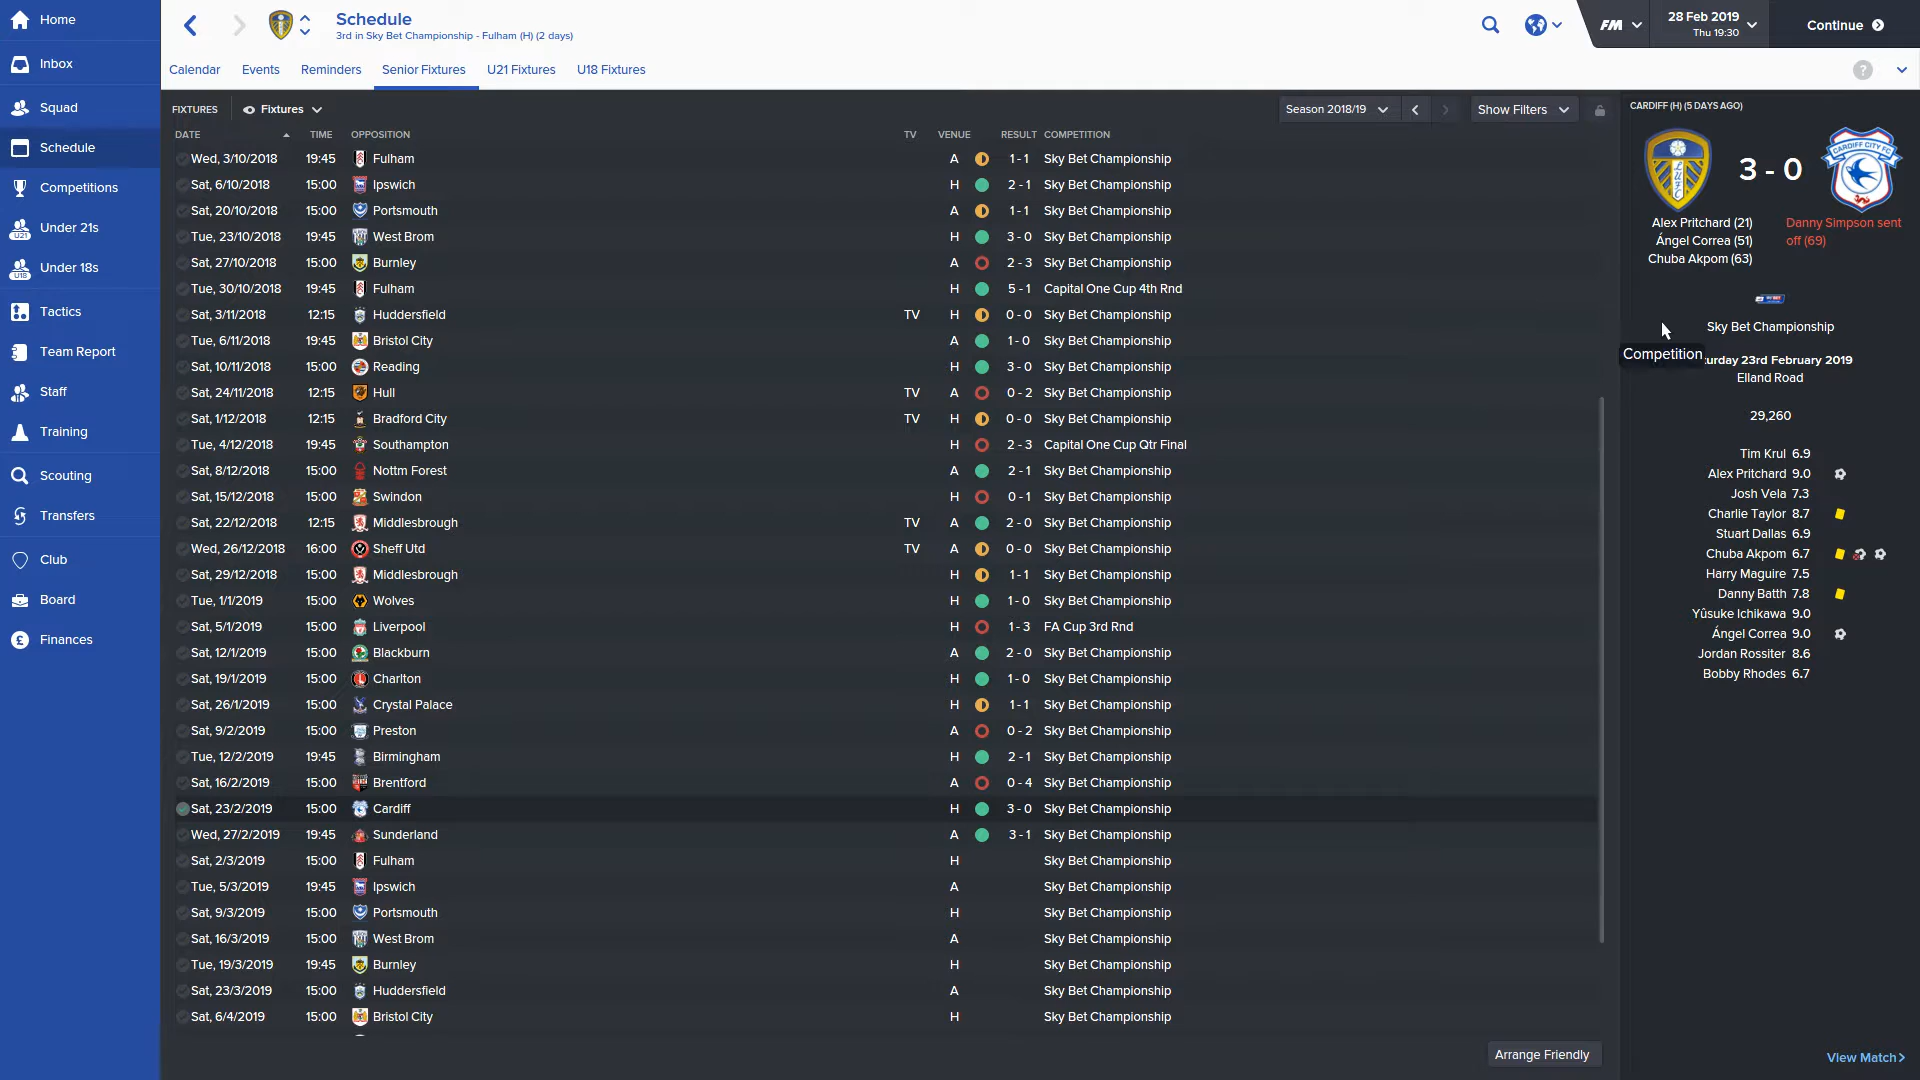 Home
Inbox
Squad
Schedule
Competitions
Under 21s
Under 18s
Tactics
Team Report
Staff
Training
Scouting
Transfers
Club
Board
Finances
Schedule
3rd in Sky Bet Championship - Fulham (H) (2 days)
FM
28 Feb 2019
Thu 19:30
Continue
Calendar Events Reminders Senior Fixtures U21 Fixtures U18 Fixtures
?
FIXTURES Fixtures Season 2018/19 Show Filters
DATE TIME OPPOSITION TV VENUE RESULT COMPETITION
Wed, 3/10/2018 19:45 Fulham A 1 - 1 Sky Bet Championship
Sat, 6/10/2018 15:00 Ipswich H 2 - 1 Sky Bet Championship
Sat, 20/10/2018 15:00 Portsmouth A 1 - 1 Sky Bet Championship
Tue, 23/10/2018 19:45 West Brom H 3 - 0 Sky Bet Championship
Sat, 27/10/2018 15:00 Burnley A 2 - 3 Sky Bet Championship
Tue, 30/10/2018 19:45 Fulham H 5 - 1 Capital One Cup 4th Rnd
Sat, 3/11/2018 12:15 Huddersfield TV H 0 - 0 Sky Bet Championship
Tue, 6/11/2018 19:45 Bristol City A 1 - 0 Sky Bet Championship
Sat, 10/11/2018 15:00 Reading H 3 - 0 Sky Bet Championship
Sat, 24/11/2018 12:15 Hull TV A 0 - 2 Sky Bet Championship
Sat, 1/12/2018 12:15 Bradford City TV H 0 - 0 Sky Bet Championship
Tue, 4/12/2018 19:45 Southampton H 2 - 3 Capital One Cup Qtr Final
Sat, 8/12/2018 15:00 Nottm Forest A 2 - 1 Sky Bet Championship
Sat, 15/12/2018 15:00 Swindon H 0 - 1 Sky Bet Championship
Sat, 22/12/2018 12:15 Middlesbrough TV A 2 - 0 Sky Bet Championship
Wed, 26/12/2018 16:00 Sheff Utd TV A 0 - 0 Sky Bet Championship
Sat, 29/12/2018 15:00 Middlesbrough H 1 - 1 Sky Bet Championship
Tue, 1/1/2019 15:00 Wolves H 1 - 0 Sky Bet Championship
Sat, 5/1/2019 15:00 Liverpool H 1 - 3 FA Cup 3rd Rnd
Sat, 12/1/2019 15:00 Blackburn A 2 - 0 Sky Bet Championship
Sat, 19/1/2019 15:00 Charlton H 1 - 0 Sky Bet Championship
Sat, 26/1/2019 15:00 Crystal Palace H 1 - 1 Sky Bet Championship
Sat, 9/2/2019 15:00 Preston A 0 - 2 Sky Bet Championship
Tue, 12/2/2019 19:45 Birmingham H 2 - 1 Sky Bet Championship
Sat, 16/2/2019 15:00 Brentford A 0 - 4 Sky Bet Championship
Sat, 23/2/2019 15:00 Cardiff H 3 - 0 Sky Bet Championship
Wed, 27/2/2019 19:45 Sunderland A 3 - 1 Sky Bet Championship
Sat, 2/3/2019 15:00 Fulham H Sky Bet Championship
Tue, 5/3/2019 19:45 Ipswich A Sky Bet Championship
Sat, 9/3/2019 15:00 Portsmouth H Sky Bet Championship
Sat, 16/3/2019 15:00 West Brom A Sky Bet Championship
Tue, 19/3/2019 19:45 Burnley H Sky Bet Championship
Sat, 23/3/2019 15:00 Huddersfield A Sky Bet Championship
Sat, 6/4/2019 15:00 Bristol City H Sky Bet Championship
Arrange Friendly
CARDIFF (H) (5 DAYS AGO)
CARDIFF CITY FC
3 - 0
Alex Pritchard (21)
Ángel Correa (51)
Chuba Akpom (63)
Danny Simpson sent
off (69)
Sky Bet Championship
Competition
urday 23rd February 2019
Elland Road
29,260
Tim Krul 6.9
Alex Pritchard 9.0
Josh Vela 7.3
Charlie Taylor 8.7
Stuart Dallas 6.9
Chuba Akpom 6.7
Harry Maguire 7.5
Danny Batth 7.8
Yûsuke Ichikawa 9.0
Ángel Correa 9.0
Jordan Rossiter 8.6
Bobby Rhodes 6.7
View Match